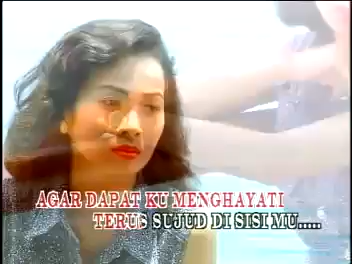 AGAR DAPAT KU MENGHAYATI
TERUS SUJUD DI SISI MU.....